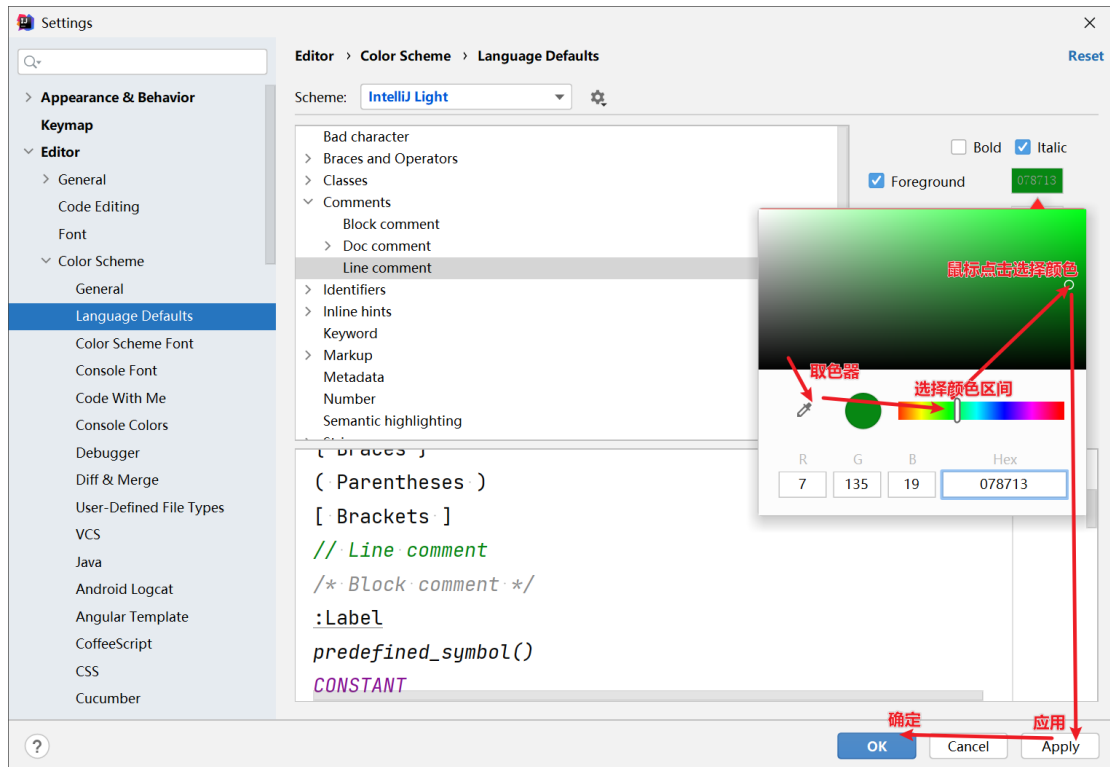 Settings
Editor › Color Scheme › Language Defaults
Reset
Appearance & Behavior
Keymap
Editor
General
Code Editing
Font
Color Scheme
General
Language Defaults
Color Scheme Font
Console Font
Code With Me
Console Colors
Debugger
Diff & Merge
User-Defined File Types
VCS
Java
Android Logcat
Angular Template
CoffeeScript
CSS
Cucumber
Scheme: IntelliJ Light
Bad character
Braces and Operators
Classes
Comments
Block comment
Doc comment
Line comment
Identifiers
Inline hints
Keyword
Markup
Metadata
Number
Semantic highlighting
Bold Italic
Foreground 078713
鼠标点击选择颜色
取色器
选择颜色区间
R G B Hex
7 135 19 078713
{ Braces }
( Parentheses )
[ Brackets ]
// Line comment
/* Block comment */
:Label
predefined_symbol()
CONSTANT
确定 应用
? OK Cancel Apply